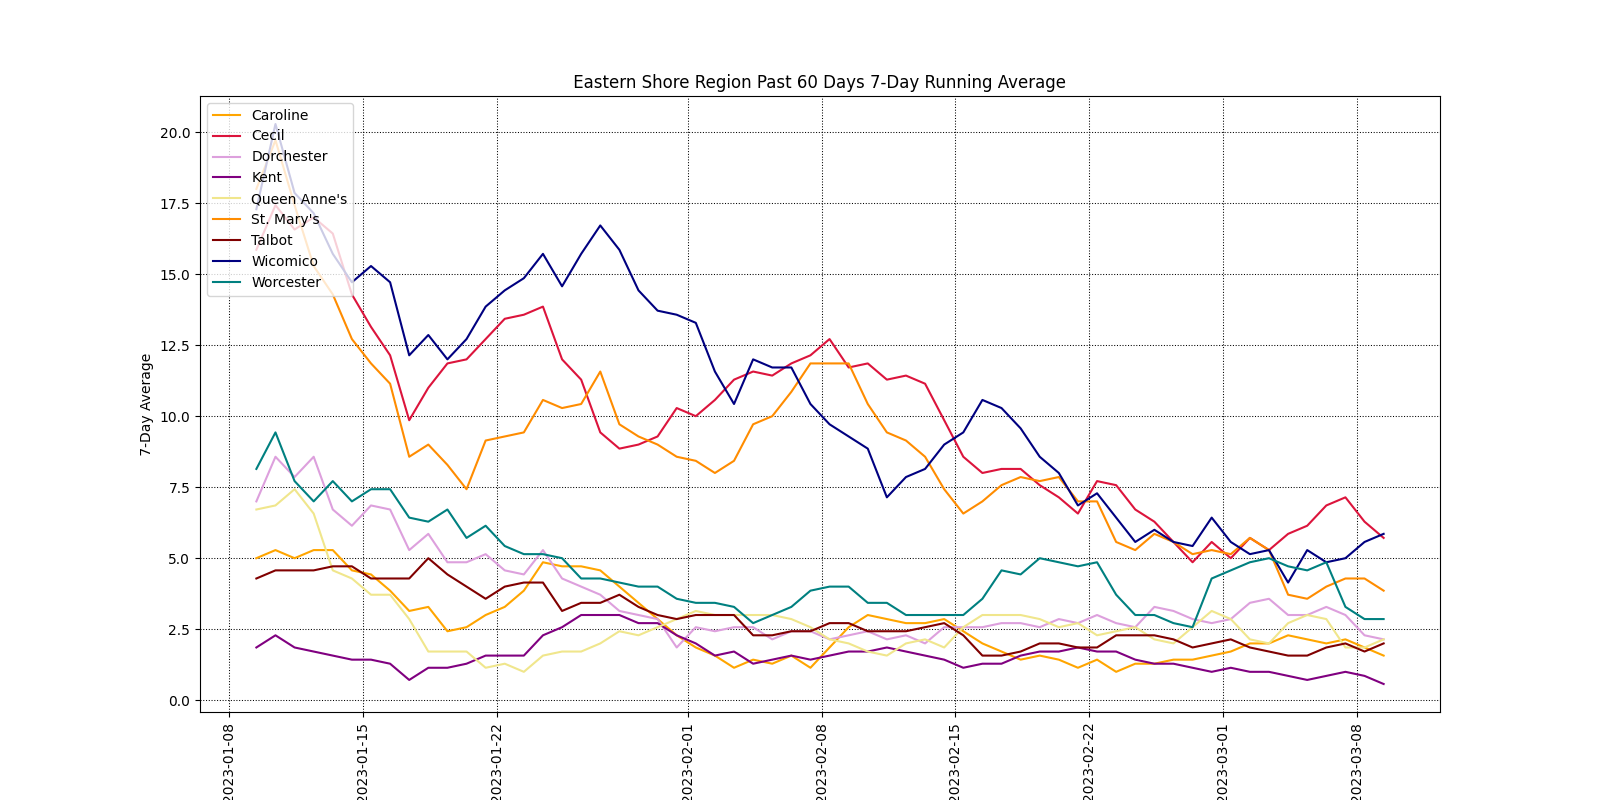 Eastern Shore Region Past 60 Days 7-Day Running Average
Caroline
Cecil
Dorchester
Kent
Queen Anne's
St. Mary's
Talbot
Wicomico
Worcester
7-Day Average
20.0
17.5
15.0
12.5
10.0
7.5
5.0
2.5
0.0
2023-01-08
2023-01-15
2023-01-22
2023-02-01
2023-02-08
2023-02-15
2023-02-22
2023-03-01
2023-03-08